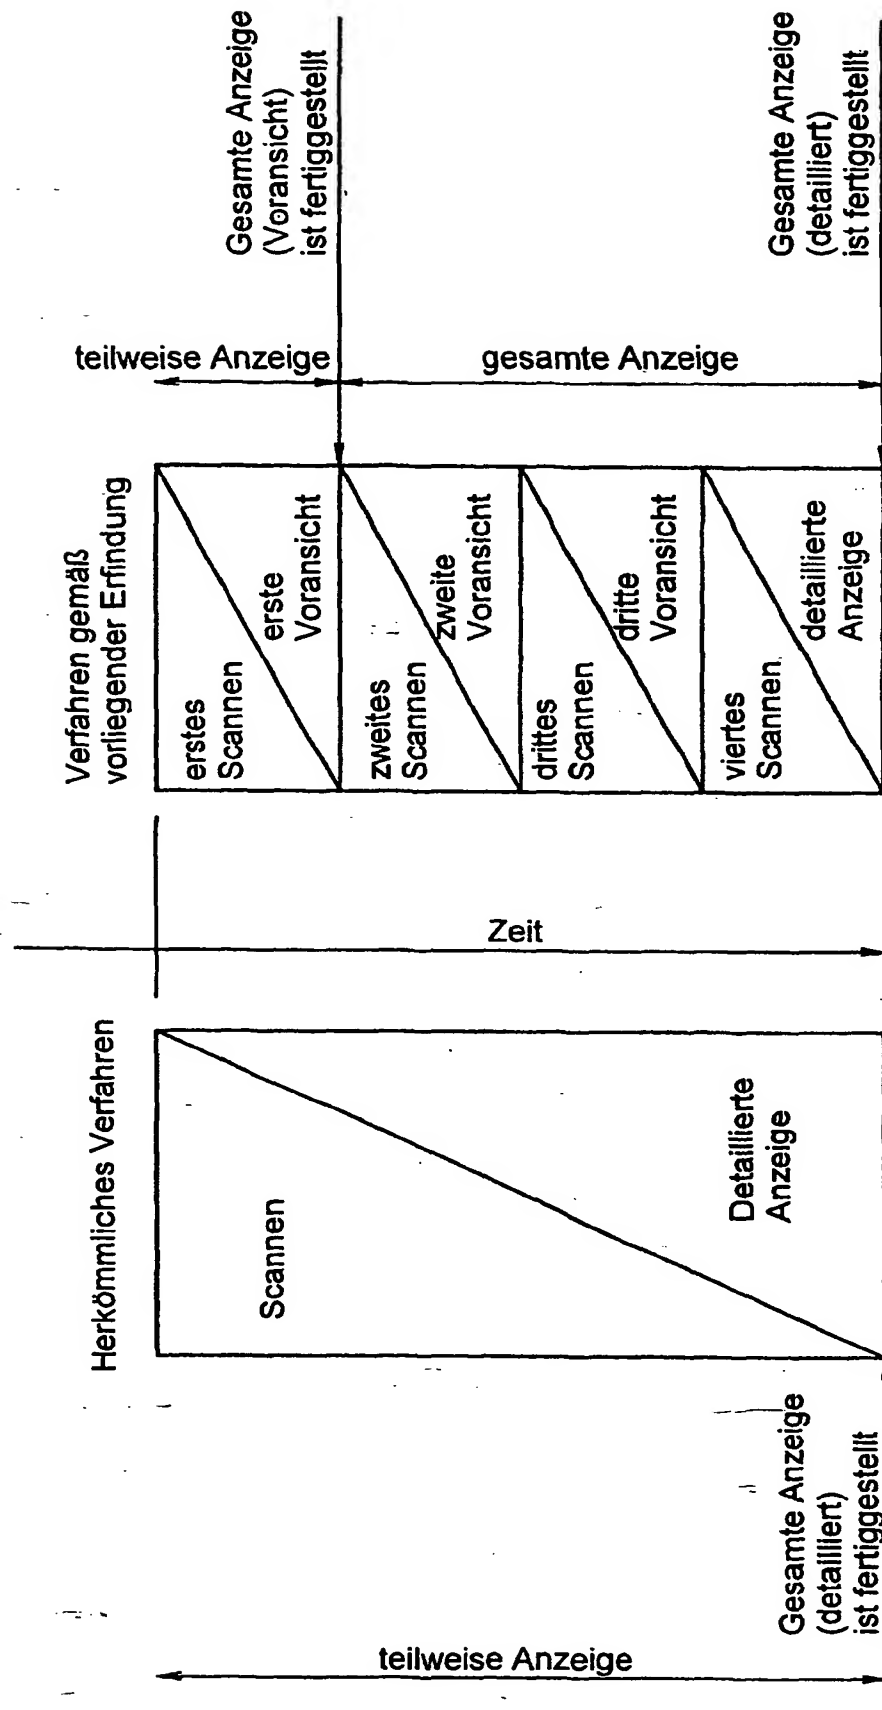 Herkömmliches Verfahren
Scannen
Detaillierte
Anzeige
teilweise Anzeige
Gesamte Anzeige
(detailliert)
ist fertiggestellt
Zeit
Verfahren gemäß
vorliegender Erfindung
erstes
Scannen
erste
Voransicht
zweites
Scannen
zweite
Voransicht
drittes
Scannen
dritte
Voransicht
viertes
Scannen
detaillierte
Anzeige
teilweise Anzeige
gesamte Anzeige
Gesamte Anzeige
(Voransicht)
ist fertiggestellt
Gesamte Anzeige
(detailliert)
ist fertiggestellt